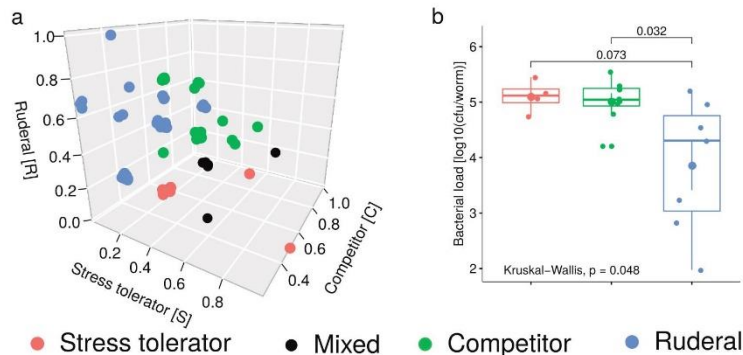 a
Ruderal [R]
1.0
0.8
0.6
0.4
0.2
0.0
0.2
0.4
0.6
0.8
Stress tolerator [S]
0.4
0.6
0.8
1.0
Competitor [C]
b
Bacterial load [log10(cfu/worm)]
6
5
4
3
2
0.032
0.073
Kruskal−Wallis, p = 0.048
Stress tolerator Mixed Competitor Ruderal